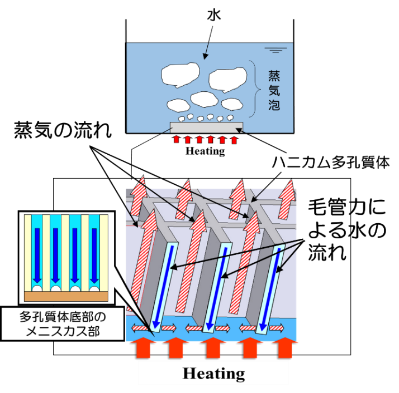 水
蒸気泡
Heating
蒸気の流れ
ハニカム多孔質体
毛管力に
よる水の
流れ
多孔質体底部の
メニスカス部
Heating